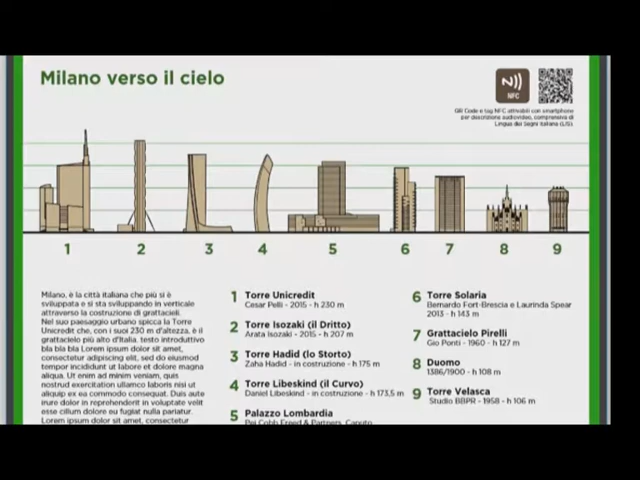 Milano verso il cielo
NFC
QR Code e tag NFC attivabili con smartphone
per descrizione audiovideo, comprensiva di
Lingua dei Segni Italiana (LIS).
1 2 3 4 5 6 7 8 9
Milano, è la città italiana che più si è
sviluppata e si sta sviluppando in verticale
attraverso la costruzione di grattacieli.
Nel suo paesaggio urbano spicca la Torre
Unicredit che, con i suoi 230 m d'altezza, è il
grattacielo più alto d'Italia. testo introduttivo
bla bla bla Lorem ipsum dolor sit amet,
consectetur adipiscing elit, sed do eiusmod
tempor incididunt ut labore et dolore magna
aliqua. Ut enim ad minim veniam, quis
nostrud exercitation ullamco laboris nisi ut
aliquip ex ea commodo consequat. Duis aute
irure dolor in reprehenderit in voluptate velit
esse cillum dolore eu fugiat nulla pariatur.
Lorem ipsum dolor sit amet, consectetur
1 Torre Unicredit
Cesar Pelli - 2015 - h 230 m
2 Torre Isozaki (il Dritto)
Arata Isozaki - 2015 - h 207 m
3 Torre Hadid (lo Storto)
Zaha Hadid - in costruzione - h 175 m
4 Torre Libeskind (il Curvo)
Daniel Libeskind - in costruzione - h 173,5 m
5 Palazzo Lombardia
Pei Cobb Freed & Partners, Caputo
6 Torre Solaria
Bernardo Fort-Brescia e Laurinda Spear
2013 - h 143 m
7 Grattacielo Pirelli
Gio Ponti - 1960 - h 127 m
8 Duomo
1386/1900 - h 108 m
9 Torre Velasca
Studio BBPR - 1958 - h 106 m